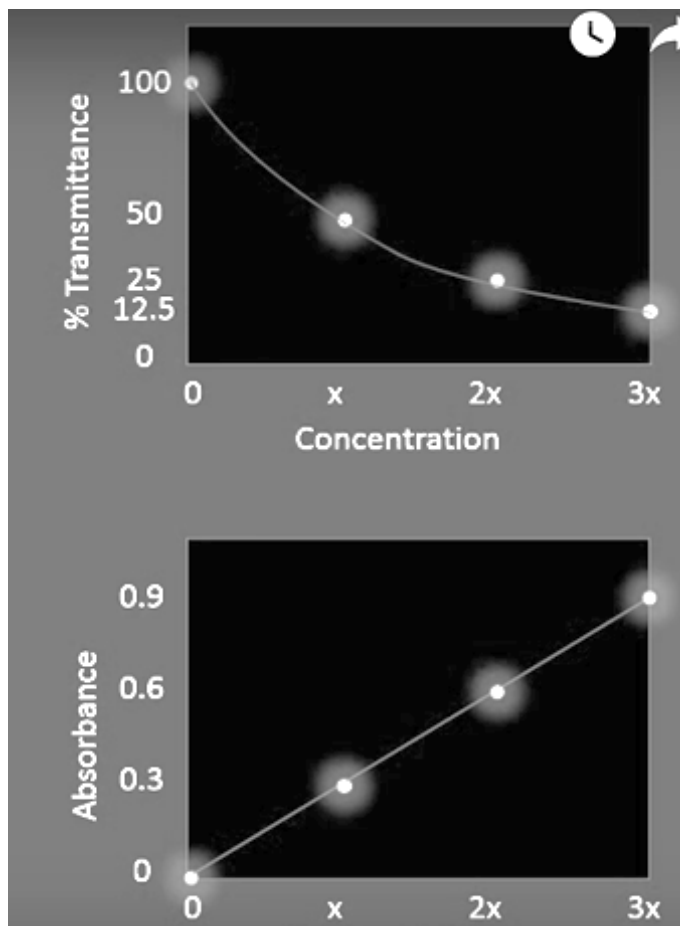 100
50
25
12.5
0
% Transmittance
0 x 2x 3x
Concentration
0.9
0.6
0.3
0
Absorbance
0 x 2x 3x